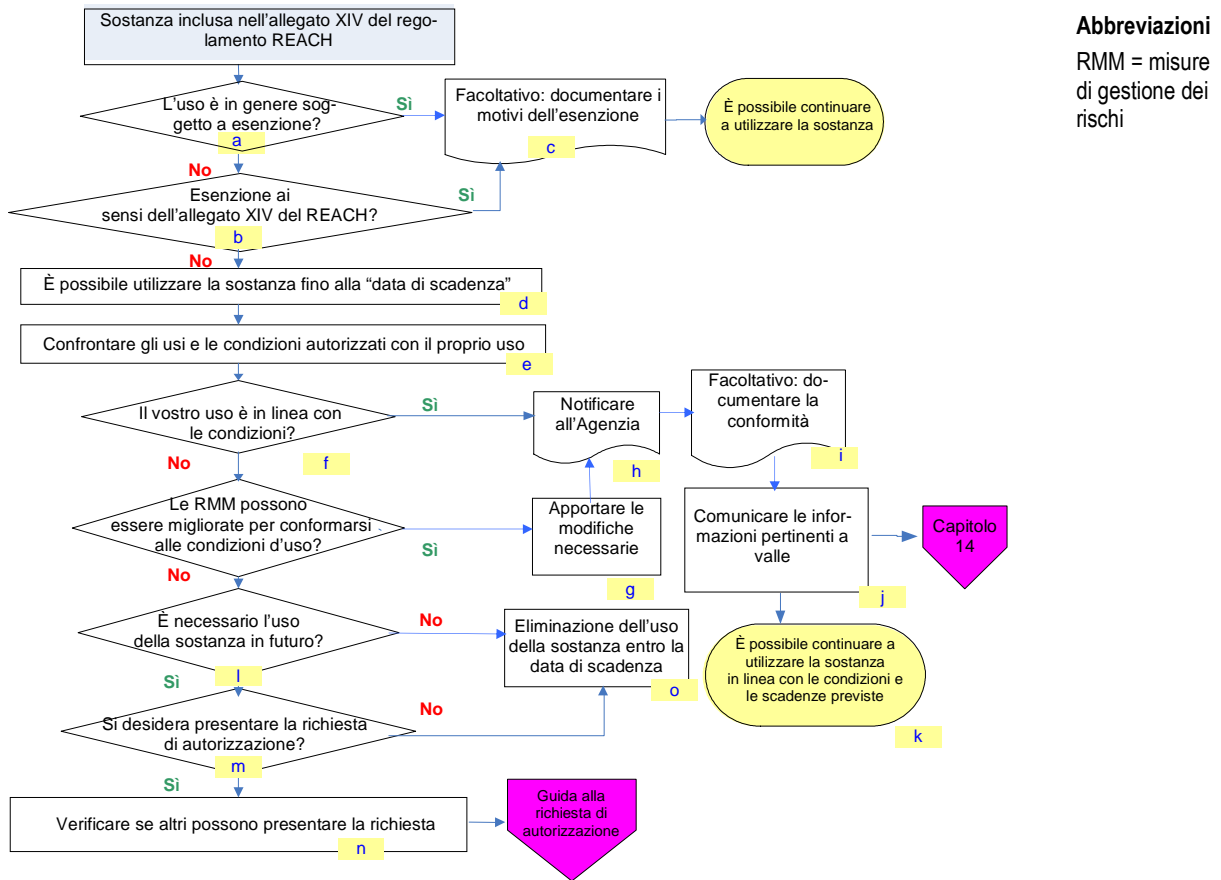 Sostanza inclusa nell'allegato XIV del rego-
lamento REACH
Abbreviazioni
RMM = misure
di gestione dei
rischi
L'uso è in genere sog-
getto a esenzione?
a
Sì
Facoltativo: documentare i
motivi dell'esenzione
c
È possibile continuare
a utilizzare la sostanza
No
Esenzione ai
sensi dell'allegato XIV del REACH?
b
Sì
No
È possibile utilizzare la sostanza fino alla “data di scadenza”
d
Confrontare gli usi e le condizioni autorizzati con il proprio uso
e
Il vostro uso è in linea con
le condizioni?
f
Sì
Notificare
all'Agenzia
h
Facoltativo: do-
cumentare la
conformità
i
No
Le RMM possono
essere migliorate per conformarsi
alle condizioni d'uso?
Sì
Apportare le
modifiche
necessarie
g
Comunicare le infor-
mazioni pertinenti a
valle
j
Capitolo
14
No
È necessario l'uso
della sostanza in futuro?
l
No
Eliminazione dell'uso
della sostanza entro la
data di scadenza
o
È possibile continuare a
utilizzare la sostanza
in linea con le condizioni e
le scadenze previste
k
Sì
Si desidera presentare la richiesta
di autorizzazione?
m
No
Sì
Verificare se altri possono presentare la richiesta
n
Guida alla
richiesta di
autorizzazione